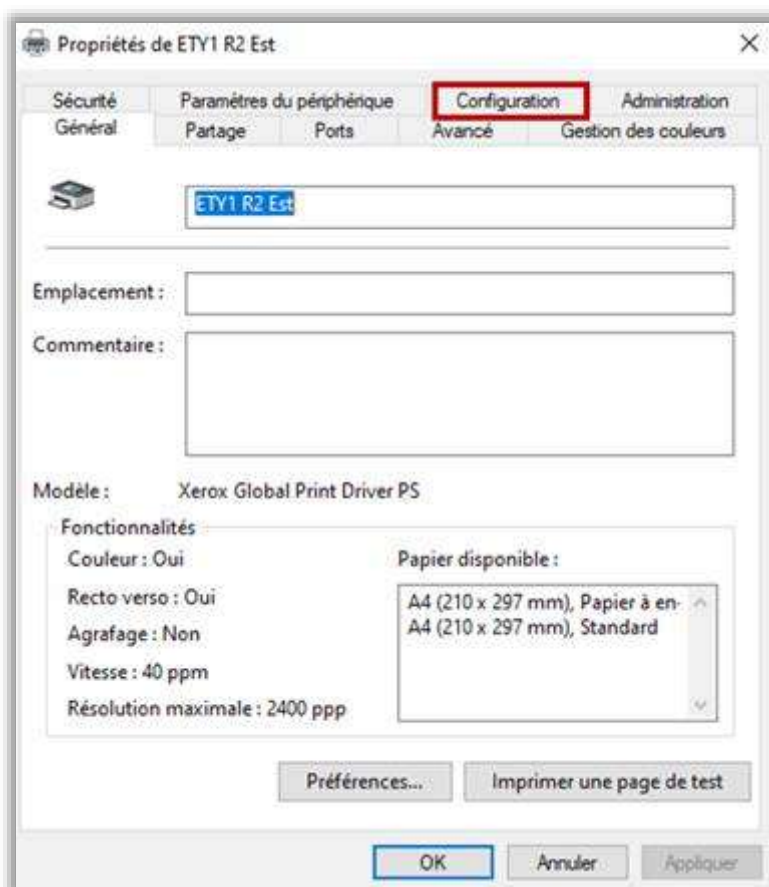 Propriétés de ETY1 R2 Est
Sécurité Paramètres du périphérique Configuration Administration
Général Partage Ports Avancé Gestion des couleurs
ETY1 R2 Est
Emplacement :
Commentaire :
Modèle : Xerox Global Print Driver PS
Fonctionnalités
Couleur : Oui Papier disponible :
Recto verso : Oui A4 (210 x 297 mm), Papier à en-
Agrafage : Non A4 (210 x 297 mm), Standard
Vitesse : 40 ppm
Résolution maximale : 2400 ppp
Préférences... Imprimer une page de test
OK Annuler Appliquer